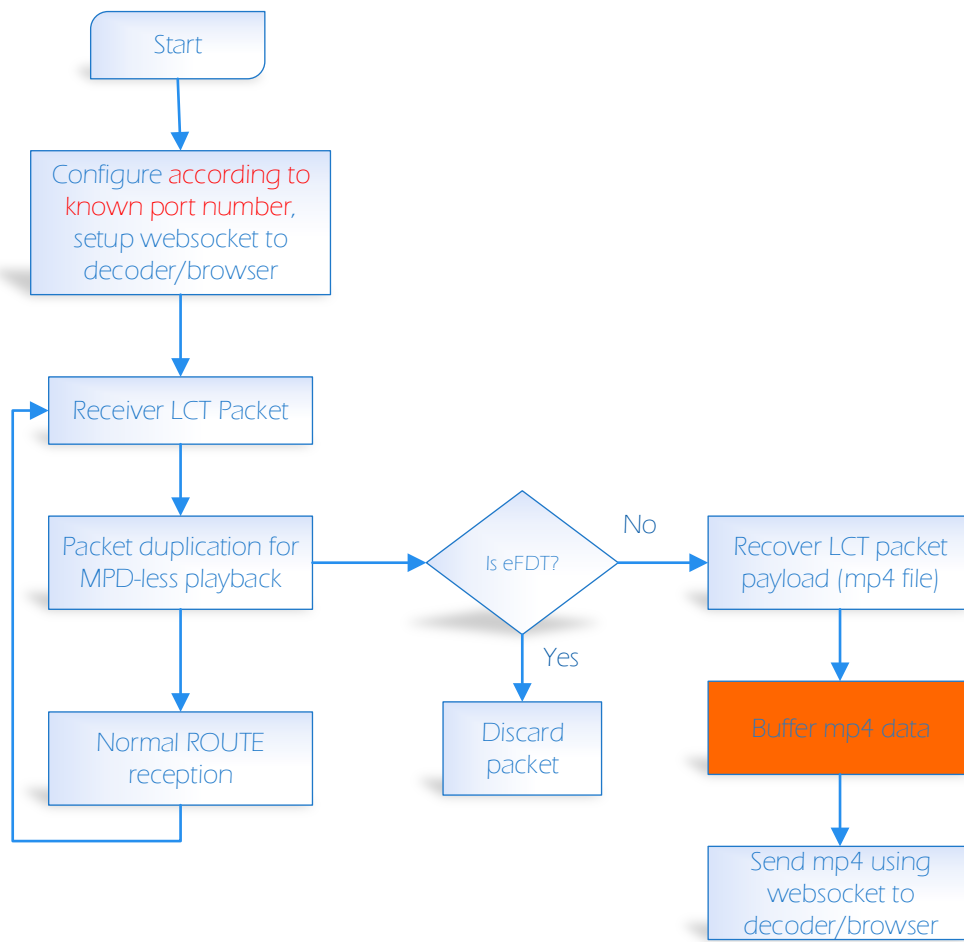 Start
Configure according to
known port number,
setup websocket to
decoder/browser
Receiver LCT Packet
Packet duplication for
MPD-less playback
Is eFDT?
No
Recover LCT packet
payload (mp4 file)
Yes
Discard
packet
Buffer mp4 data
Normal ROUTE
reception
Send mp4 using
websocket to
decoder/browser